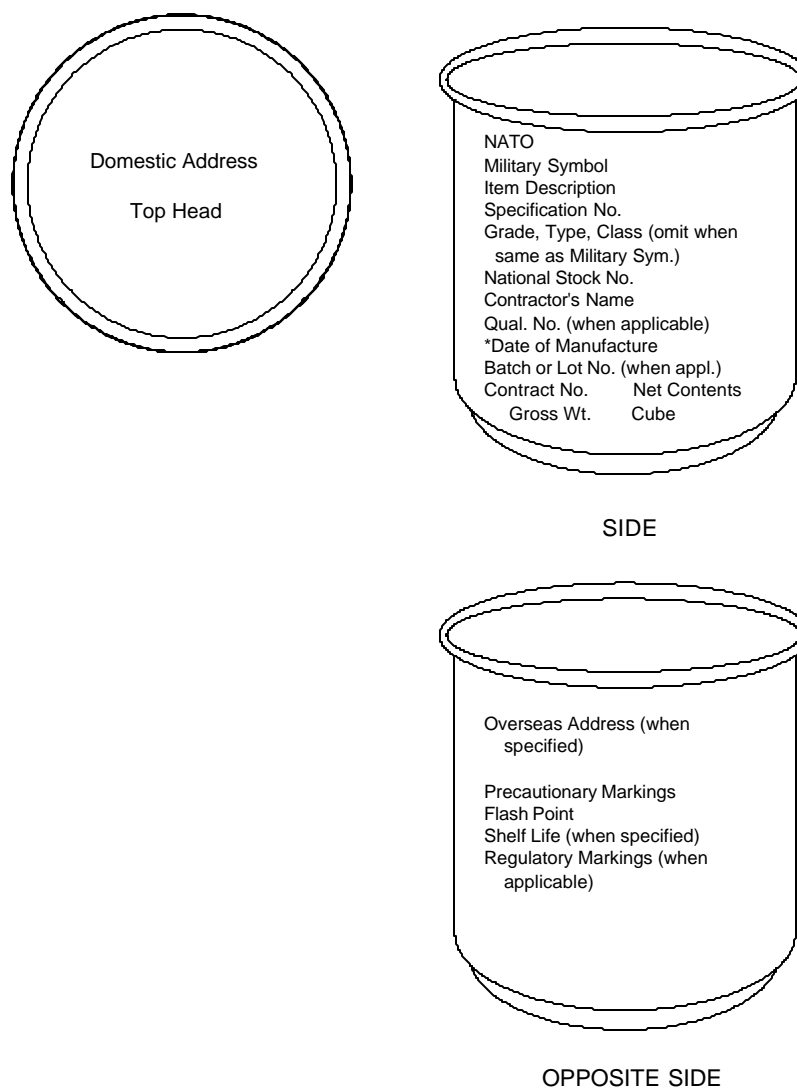 Domestic Address
Top Head
NATO
Military Symbol
Item Description
Specification No.
Grade, Type, Class (omit when
same as Military Sym.)
National Stock No.
Contractor's Name
Qual. No. (when applicable)
*Date of Manufacture
Batch or Lot No. (when appl.)
Contract No. Net Contents
Gross Wt. Cube
SIDE
Overseas Address (when
specified)
Precautionary Markings
Flash Point
Shelf Life (when specified)
Regulatory Markings (when
applicable)
OPPOSITE SIDE